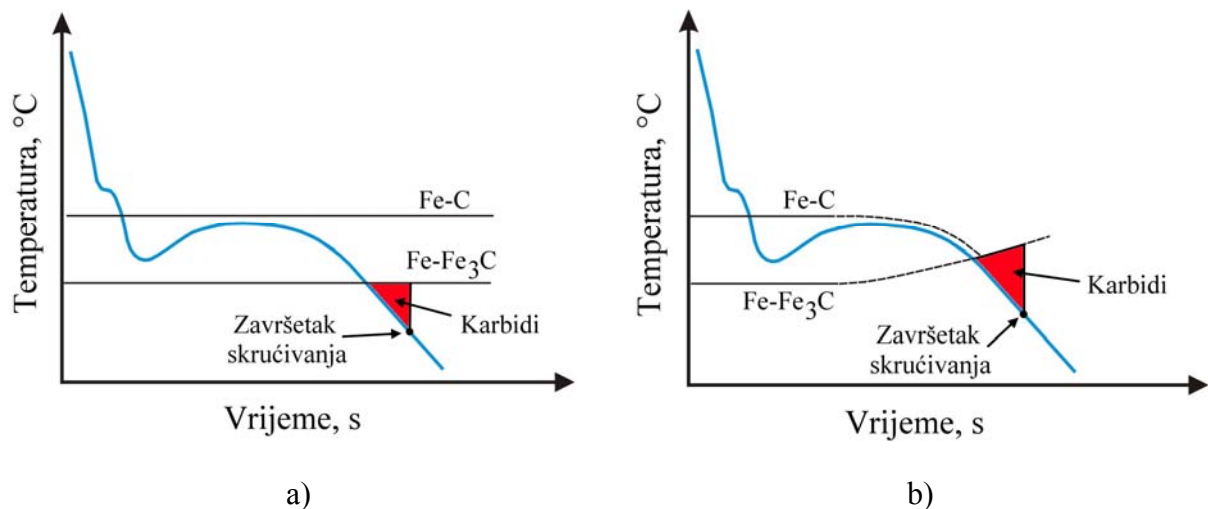 Temperatura, °C
Fe-C
Fe-Fe₃C
Karbidi
Završetak
skrućivanja
Vrijeme, s
a)
Temperatura, °C
Fe-C
Fe-Fe₃C
Karbidi
Završetak
skrućivanja
Vrijeme, s
b)